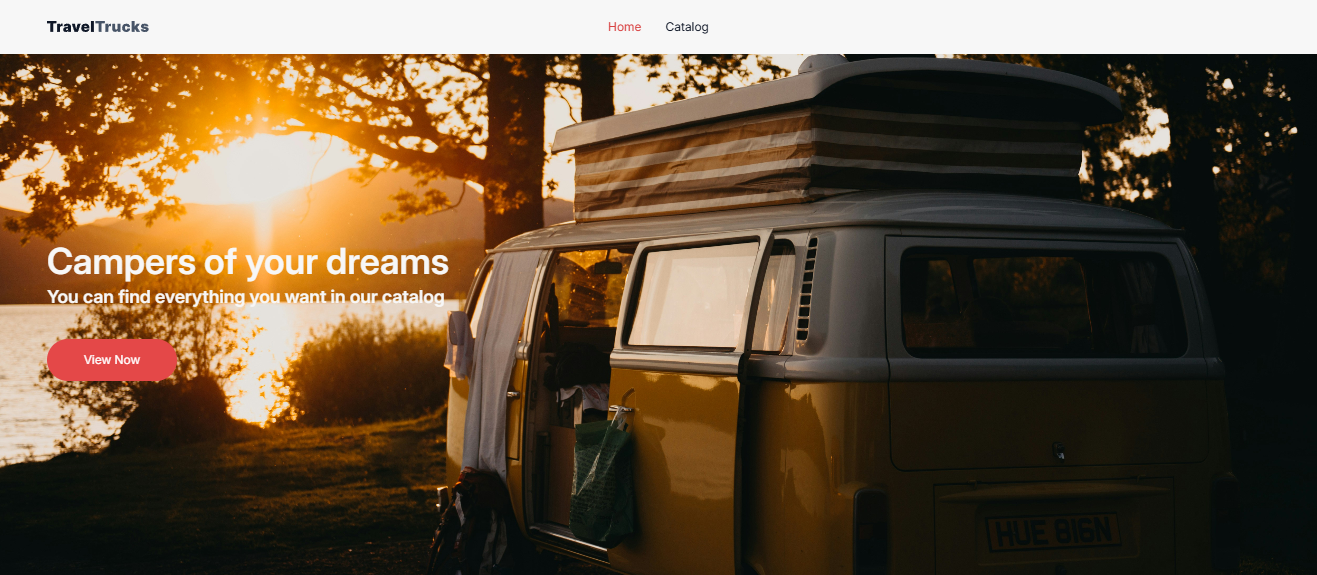 TravelTrucks
Home
Catalog
Campers of your dreams
You can find everything you want in our catalog
View Now
HUE 816N